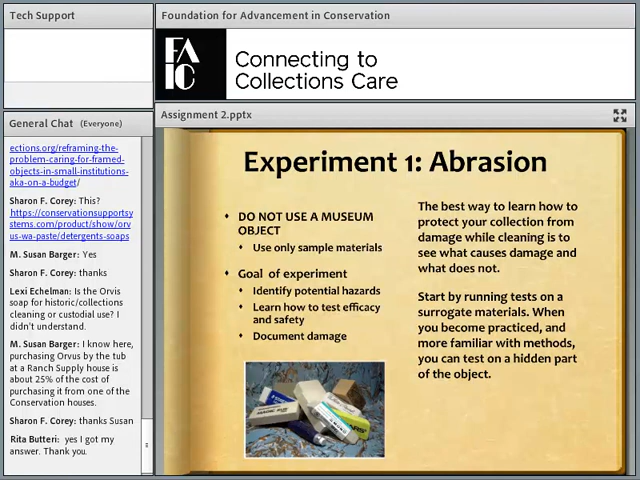 Tech Support
Foundation for Advancement in Conservation
FA
IC
Connecting to
Collections Care
General Chat (Everyone)
ections.org/reframing-the-
problem-caring-for-framed-
objects-in-small-institutions-
aka-on-a-budget/
Sharon F. Corey: This?
https://conservationsupportsy
stems.com/product/show/orv
us-wa-paste/detergents-soaps
M. Susan Barger: Yes
Sharon F. Corey: thanks
Lexi Echelman: Is the Orvis
soap for historic/collections
cleaning or custodial use? I
didn't understand.
M. Susan Barger: I know here,
purchasing Orvus by the tub
at a Ranch Supply house is
about 25% of the cost of
purchasing it from one of the
Conservation houses.
Sharon F. Corey: thanks Susan
Rita Butteri: yes I got my
answer. Thank you.
Assignment 2.pptx
Experiment 1: Abrasion
DO NOT USE A MUSEUM
OBJECT
Use only sample materials
Goal of experiment
Identify potential hazards
Learn how to test efficacy
and safety
Document damage
The best way to learn how to
protect your collection from
damage while cleaning is to
see what causes damage and
what does not.
Start by running tests on a
surrogate materials. When
you become practiced, and
more familiar with methods,
you can test on a hidden part
of the object.